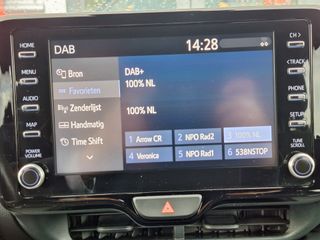 DAB
14:28
HOME
MENU
AUDIO
MAP
POWER
VOLUME
Bron
Favorieten
Zenderlijst
Handmatig
Time Shift
DAB+
100% NL
100% NL
1 Arrow CR
2 NPO Rad2
3 100% NL
4 Veronica
5 NPO Rad1
6 538NSTOP
CH >
< TRACK
PHONE
SETUP
TUNE
SCROLL